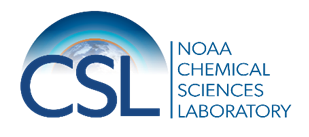 CSL
NOAA
CHEMICAL
SCIENCES
LABORATORY